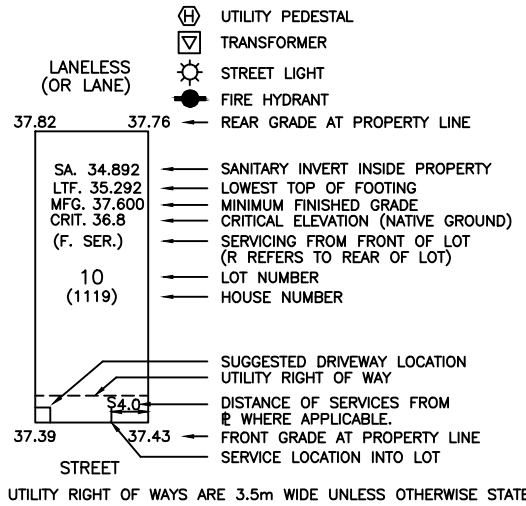 H UTILITY PEDESTAL
TRANSFORMER
LANELESS
(OR LANE)
STREET LIGHT
FIRE HYDRANT
37.82 37.76 REAR GRADE AT PROPERTY LINE
SA. 34.892 SANITARY INVERT INSIDE PROPERTY
LTF. 35.292 LOWEST TOP OF FOOTING
MFG. 37.600 MINIMUM FINISHED GRADE
CRIT. 36.8 CRITICAL ELEVATION (NATIVE GROUND)
(F. SER.) SERVICING FROM FRONT OF LOT
(R REFERS TO REAR OF LOT)
10 LOT NUMBER
(1119) HOUSE NUMBER
SUGGESTED DRIVEWAY LOCATION
UTILITY RIGHT OF WAY
S4.0 DISTANCE OF SERVICES FROM
℄ WHERE APPLICABLE.
37.39 37.43 FRONT GRADE AT PROPERTY LINE
SERVICE LOCATION INTO LOT
STREET
UTILITY RIGHT OF WAYS ARE 3.5m WIDE UNLESS OTHERWISE STATE